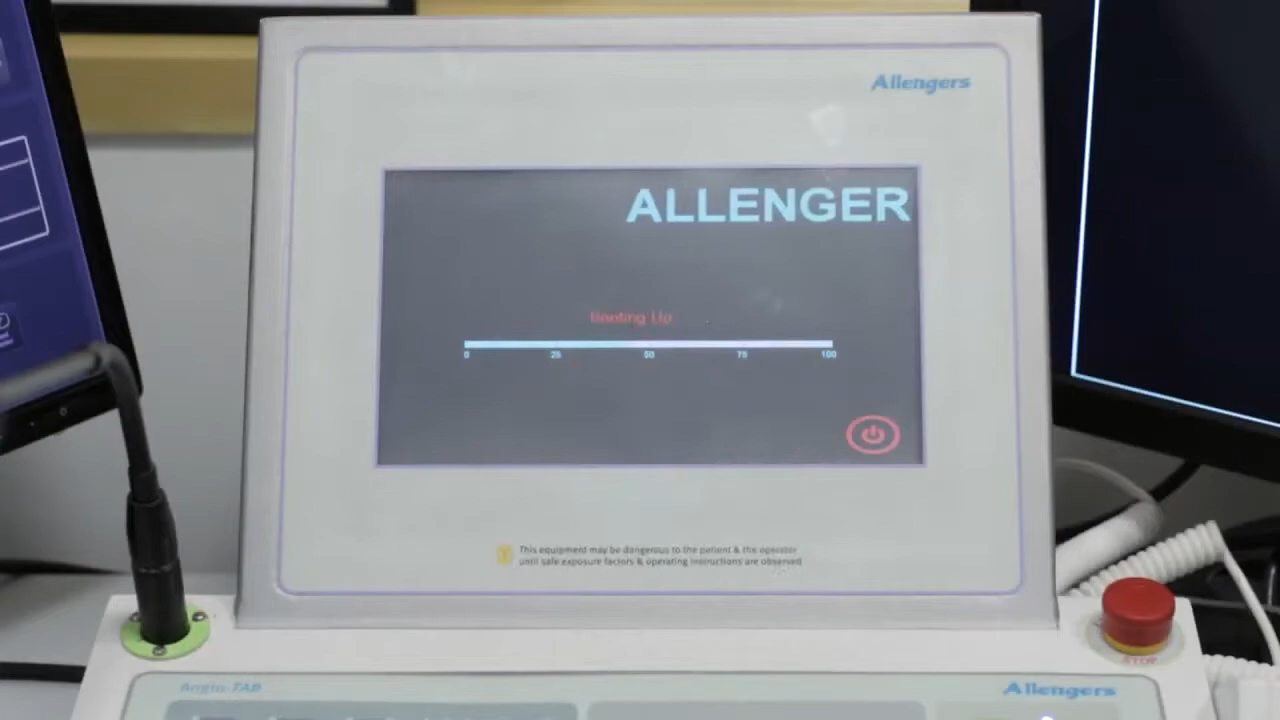 Allengers
ALLENGER
Booting Up
0 25 50 75 100
This equipment may be dangerous to the patient & the operator
until safe exposure factors & operating instructions are observed
STOP
Allengers